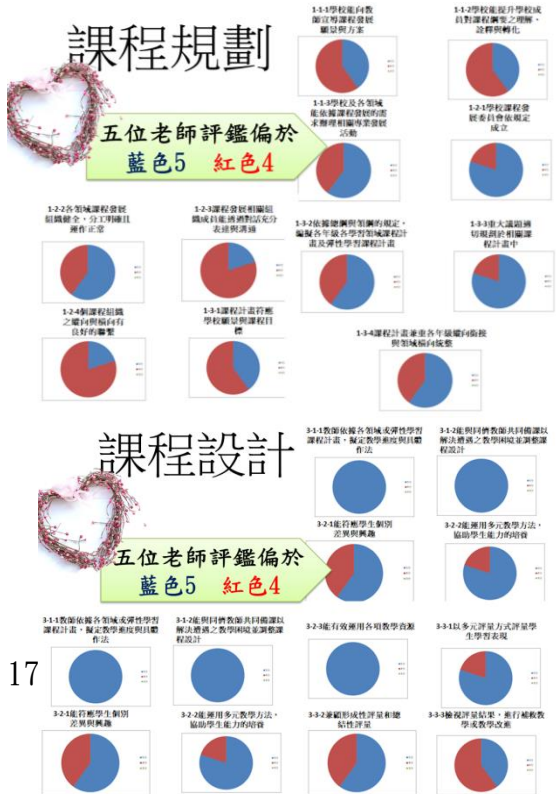 課程規劃
五位老師評鑑偏於
藍色5 紅色4
1-1-1學校能向教
師宣導課程發展
願景與方案
1-1-2學校能提升學校成
員對課程綱要之理解、
詮釋與轉化
1-1-3學校及各領域
能依據課程發展的需
求辦理相關專業發展
活動
1-2-1學校課程發
展委員會依規定
成立
1-2-2各領域課程發展
組織健全，分工明確且
運作正常
1-2-3課程發展相關組
織成員能透過對話充分
表達與溝通
1-3-2依據總綱與領綱的規定，
編擬各年級各學習領域課程計
畫及彈性學習課程計畫
1-3-3重大議題適
切規劃於相關課
程計畫中
1-2-4個課程組織
之縱向與橫向有
良好的聯繫
1-3-1課程計畫符應
學校願景與課程目
標
1-3-4課程計畫兼重各年級縱向銜接
與領域橫向統整
課程設計
五位老師評鑑偏於
藍色5 紅色4
3-1-1教師依據各領域或彈性學習
課程計畫，擬定教學進度與具體
作法
3-1-2能與同儕教師共同備課以
解決遭遇之教學困境並調整課
程設計
3-2-1能符應學生個別
差異與興趣
3-2-2能運用多元教學方法，
協助學生能力的培養
3-1-1教師依據各領域或彈性學習
課程計畫，擬定教學進度與具體
作法
3-1-2能與同儕教師共同備課以
解決遭遇之教學困境並調整課
程設計
3-2-3能有效運用各項教學資源
3-3-1以多元評量方式評量學
生學習表現
17
3-2-1能符應學生個別
差異與興趣
3-2-2能運用多元教學方法，
協助學生能力的培養
3-3-2兼顧形成性評量和總
結性評量
3-3-3檢視評量結果，進行補救教
學或教學改進